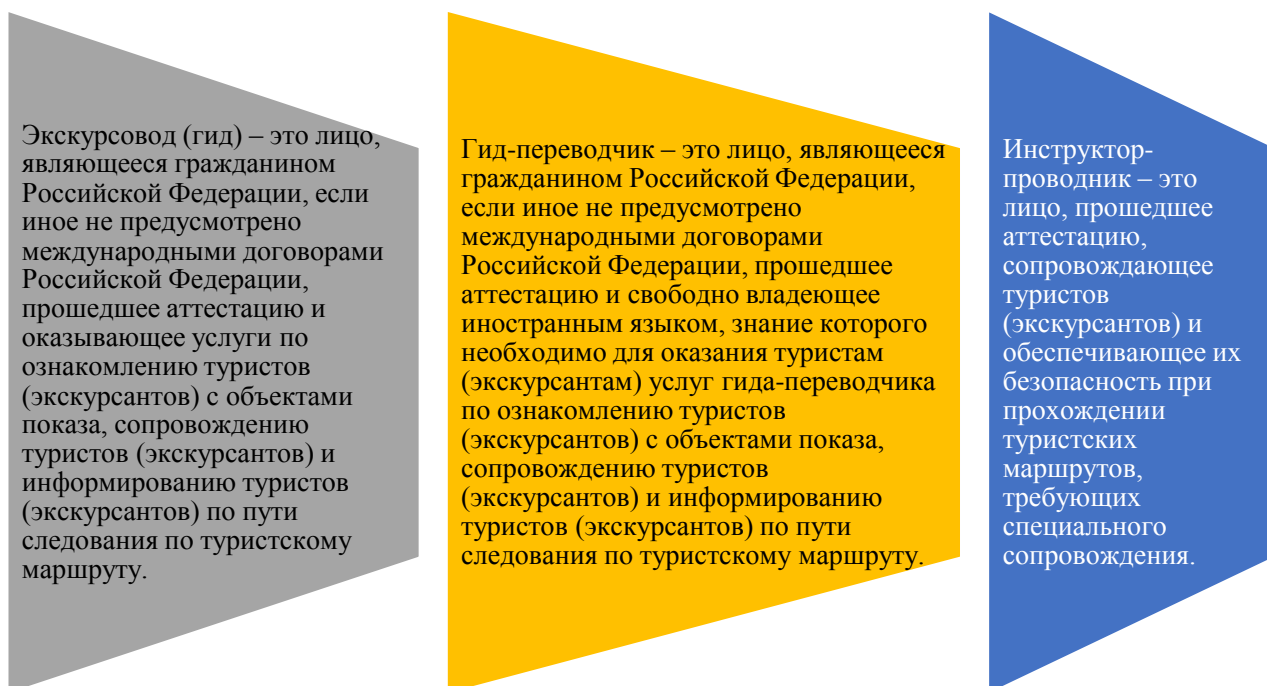 Экскурсовод (гид) – это лицо,
являющееся гражданином
Российской Федерации, если
иное не предусмотрено
международными договорами
Российской Федерации,
прошедшее аттестацию и
оказывающее услуги по
ознакомлению туристов
(экскурсантов) с объектами
показа, сопровождению
туристов (экскурсантов) и
информированию туристов
(экскурсантов) по пути
следования по туристскому
маршруту.
Гид-переводчик – это лицо, являющееся
гражданином Российской Федерации,
если иное не предусмотрено
международными договорами
Российской Федерации, прошедшее
аттестацию и свободно владеющее
иностранным языком, знание которого
необходимо для оказания туристам
(экскурсантам) услуг гида-переводчика
по ознакомлению туристов
(экскурсантов) с объектами показа,
сопровождению туристов
(экскурсантов) и информированию
туристов (экскурсантов) по пути
следования по туристскому маршруту.
Инструктор-
проводник – это
лицо, прошедшее
аттестацию,
сопровождающее
туристов
(экскурсантов) и
обеспечивающее их
безопасность при
прохождении
туристских
маршрутов,
требующих
специального
сопровождения.